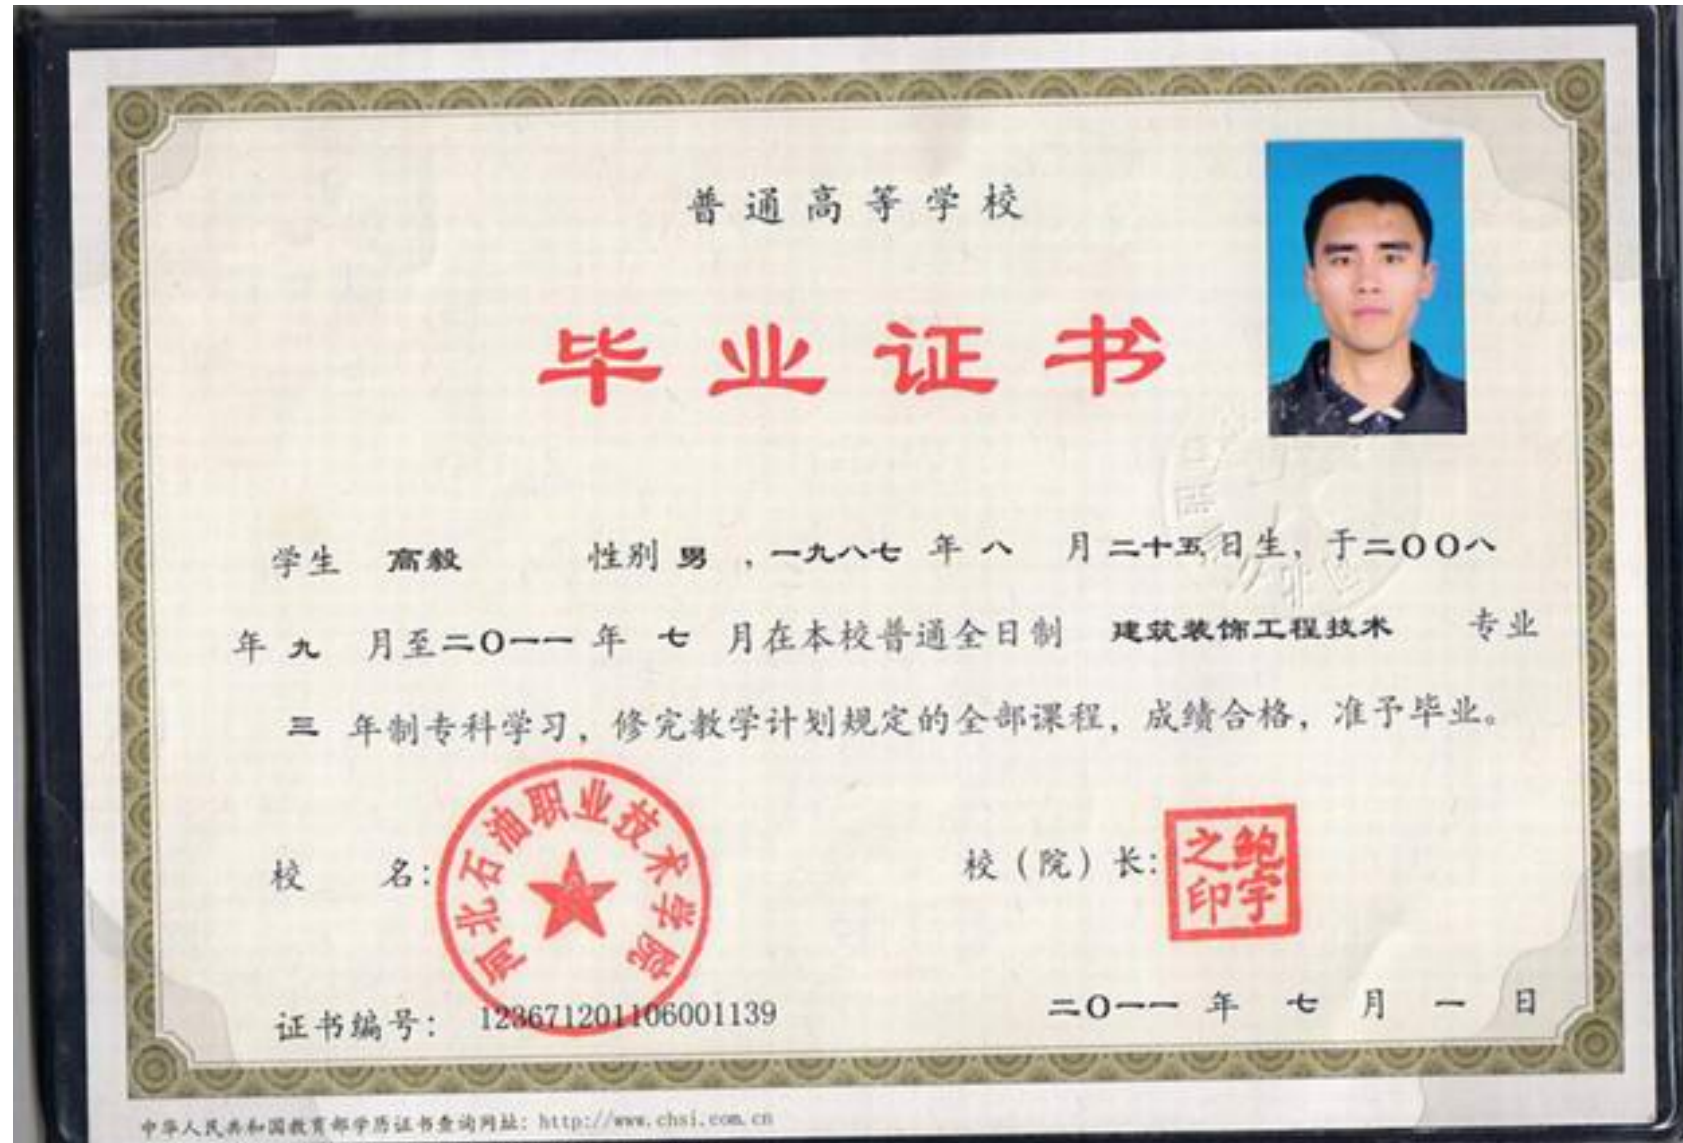 普通高等学校
毕业证书
学生 高毅 性别 男 ，一九八七 年 八 月 二十五日生，于二〇〇八
年 九 月至二〇一一 年 七 月在本校普通全日制 建筑装饰工程技术 专业
三 年制专科学习，修完教学计划规定的全部课程，成绩合格，准予毕业。
校 名：
河北石油职业技术学院
校（院）长：
鲍宇之印
证书编号： 123671201106001139
二〇一一 年 七 月 一 日
中华人民共和国教育部学历证书查询网址：http://www.chsi.com.cn